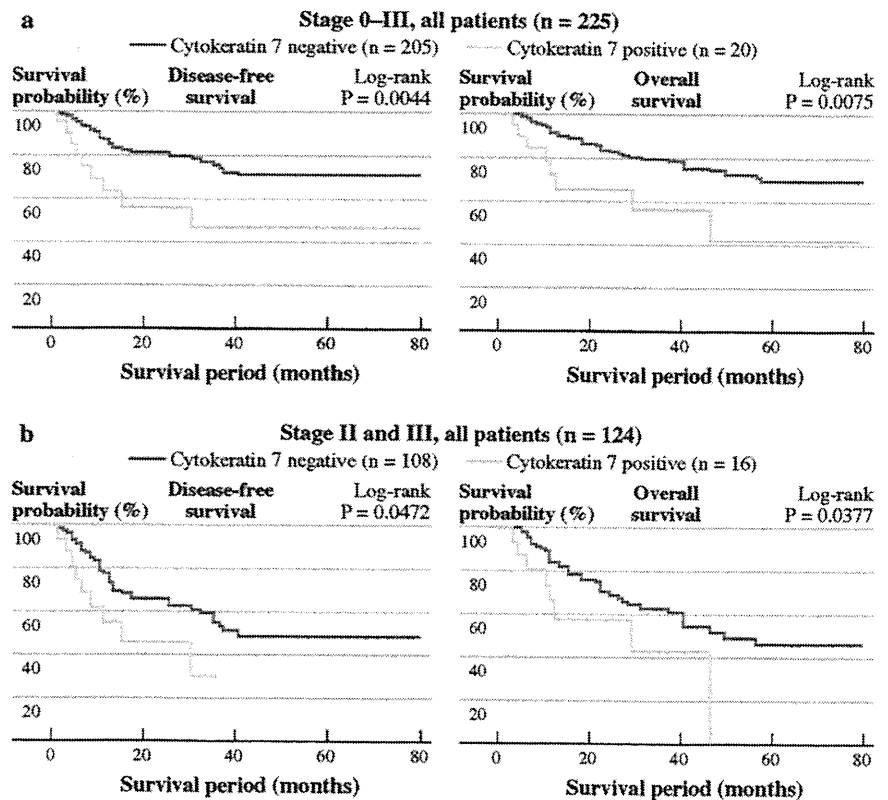 a
Stage 0–III, all patients (n = 225)
Cytokeratin 7 negative (n = 205) Cytokeratin 7 positive (n = 20)
Survival probability (%)
Disease-free survival
Log-rank P = 0.0044
100
80
60
40
20
0 20 40 60 80
Survival period (months)
Survival probability (%)
Overall survival
Log-rank P = 0.0075
100
80
60
40
20
0 20 40 60 80
Survival period (months)
b
Stage II and III, all patients (n = 124)
Cytokeratin 7 negative (n = 108) Cytokeratin 7 positive (n = 16)
Survival probability (%)
Disease-free survival
Log-rank P = 0.0472
100
80
60
40
20
0 20 40 60 80
Survival period (months)
Survival probability (%)
Overall survival
Log-rank P = 0.0377
100
80
60
40
20
0 20 40 60 80
Survival period (months)